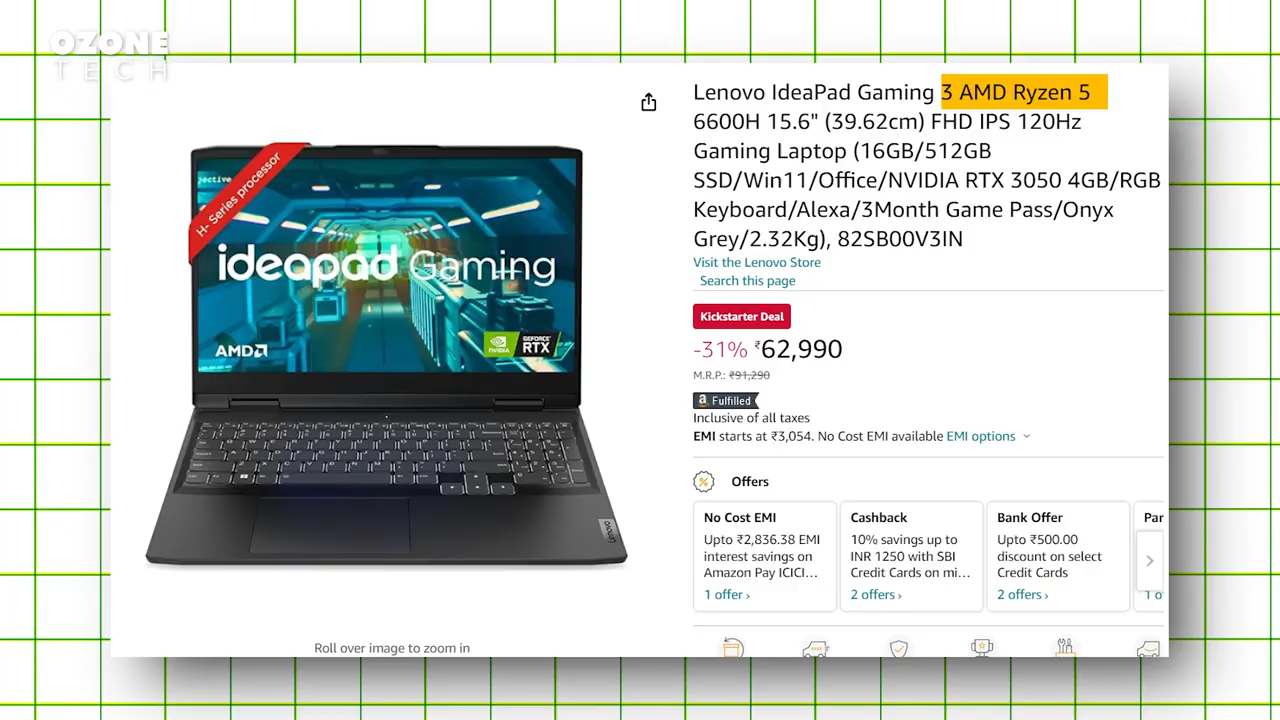 OZONE
TECH
Lenovo IdeaPad Gaming 3 AMD Ryzen 5
6600H 15.6" (39.62cm) FHD IPS 120Hz
Gaming Laptop (16GB/512GB
SSD/Win11/Office/NVIDIA RTX 3050 4GB/RGB
Keyboard/Alexa/3Month Game Pass/Onyx
Grey/2.32Kg), 82SB00V3IN
Visit the Lenovo Store
Search this page
Kickstarter Deal
-31% ₹62,990
M.R.P.: ₹91,290
a Fulfilled
Inclusive of all taxes
EMI starts at ₹3,054. No Cost EMI available EMI options
Offers
No Cost EMI
Upto ₹2,836.38 EMI
interest savings on
Amazon Pay ICICI…
1 offer ›
Cashback
10% savings up to
INR 1250 with SBI
Credit Cards on mi…
2 offers ›
Bank Offer
Upto ₹500.00
discount on select
Credit Cards
2 offers ›
Par
1 o
H- Series processor
jective
ideapad Gaming
AMD
NVIDIA
GEFORCE
RTX
Lenovo
Roll over image to zoom in